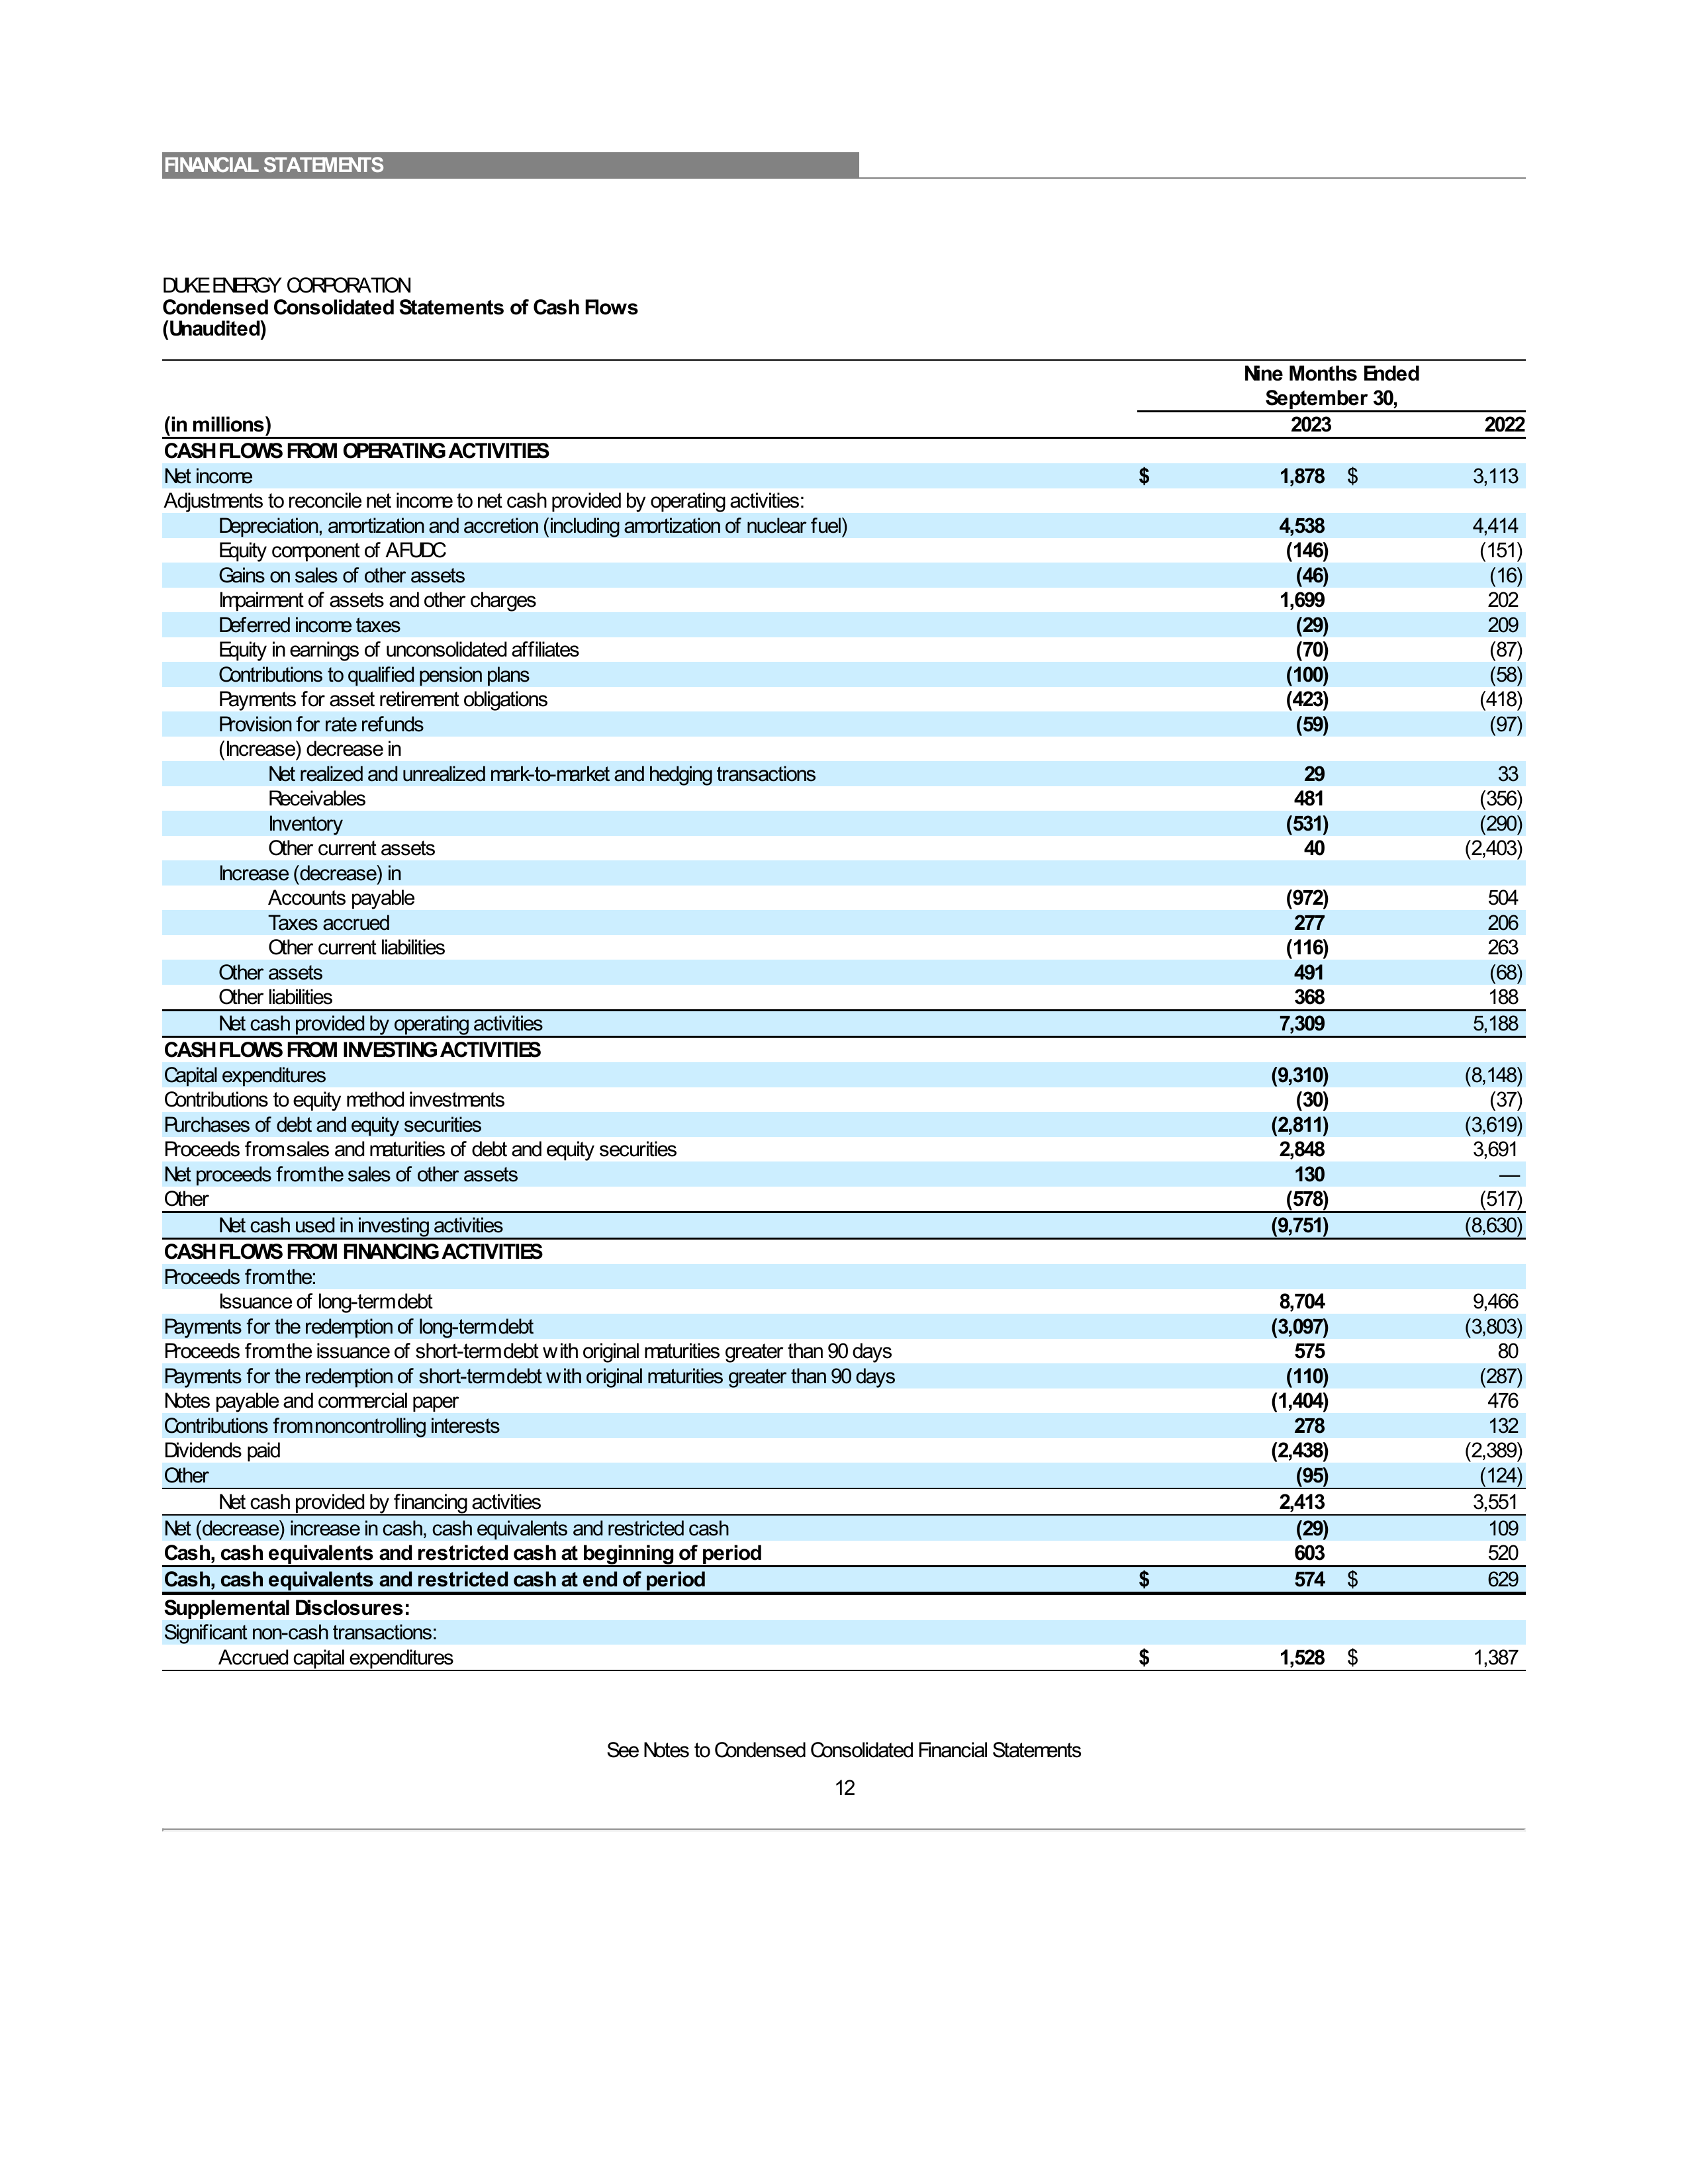 FINANCIAL STATEMENTS
DUKE ENERGY CORPORATION
Condensed Consolidated Statements of Cash Flows
(Unaudited)
Nine Months Ended
September 30,
(in millions) 2023 2022
CASH FLOWS FROM OPERATING ACTIVITIES
Net income $ 1,878 $ 3,113
Adjustments to reconcile net income to net cash provided by operating activities:
Depreciation, amortization and accretion (including amortization of nuclear fuel) 4,538 4,414
Equity component of AFUDC (146) (151)
Gains on sales of other assets (46) (16)
Impairment of assets and other charges 1,699 202
Deferred income taxes (29) 209
Equity in earnings of unconsolidated affiliates (70) (87)
Contributions to qualified pension plans (100) (58)
Payments for asset retirement obligations (423) (418)
Provision for rate refunds (59) (97)
(Increase) decrease in
Net realized and unrealized mark-to-market and hedging transactions 29 33
Receivables 481 (356)
Inventory (531) (290)
Other current assets 40 (2,403)
Increase (decrease) in
Accounts payable (972) 504
Taxes accrued 277 206
Other current liabilities (116) 263
Other assets 491 (68)
Other liabilities 368 188
Net cash provided by operating activities 7,309 5,188
CASH FLOWS FROM INVESTING ACTIVITIES
Capital expenditures (9,310) (8,148)
Contributions to equity method investments (30) (37)
Purchases of debt and equity securities (2,811) (3,619)
Proceeds from sales and maturities of debt and equity securities 2,848 3,691
Net proceeds from the sales of other assets 130 —
Other (578) (517)
Net cash used in investing activities (9,751) (8,630)
CASH FLOWS FROM FINANCING ACTIVITIES
Proceeds from the:
Issuance of long-term debt 8,704 9,466
Payments for the redemption of long-term debt (3,097) (3,803)
Proceeds from the issuance of short-term debt with original maturities greater than 90 days 575 80
Payments for the redemption of short-term debt with original maturities greater than 90 days (110) (287)
Notes payable and commercial paper (1,404) 476
Contributions from noncontrolling interests 278 132
Dividends paid (2,438) (2,389)
Other (95) (124)
Net cash provided by financing activities 2,413 3,551
Net (decrease) increase in cash, cash equivalents and restricted cash (29) 109
Cash, cash equivalents and restricted cash at beginning of period 603 520
Cash, cash equivalents and restricted cash at end of period $ 574 $ 629
Supplemental Disclosures:
Significant non-cash transactions:
Accrued capital expenditures $ 1,528 $ 1,387
See Notes to Condensed Consolidated Financial Statements
12